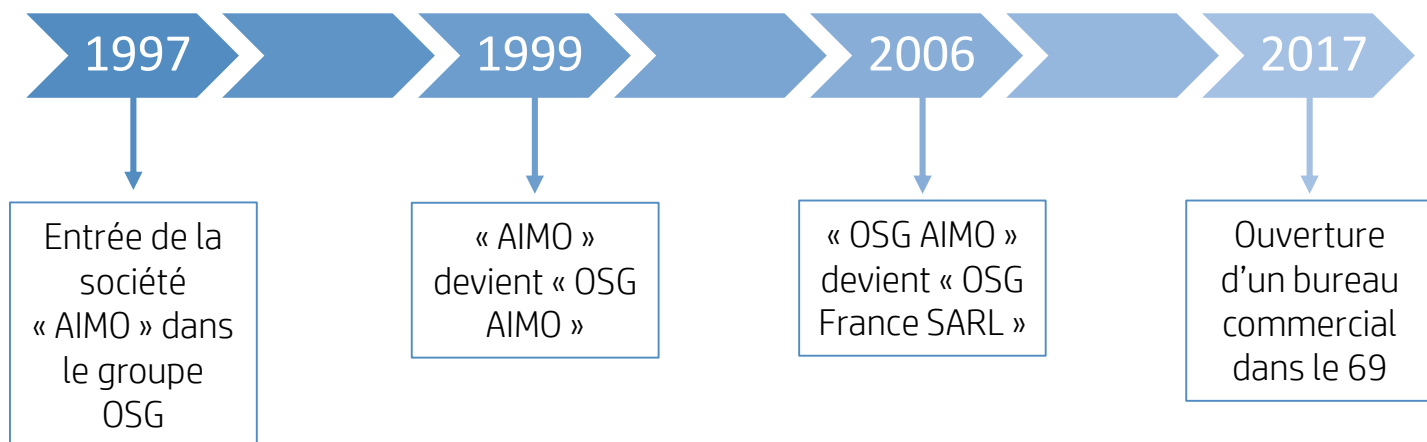 1997
1999
2006
2017
Entrée de la
société
« AIMO » dans
le groupe
OSG
« AIMO »
devient « OSG
AIMO »
« OSG AIMO »
devient « OSG
France SARL »
Ouverture
d’un bureau
commercial
dans le 69